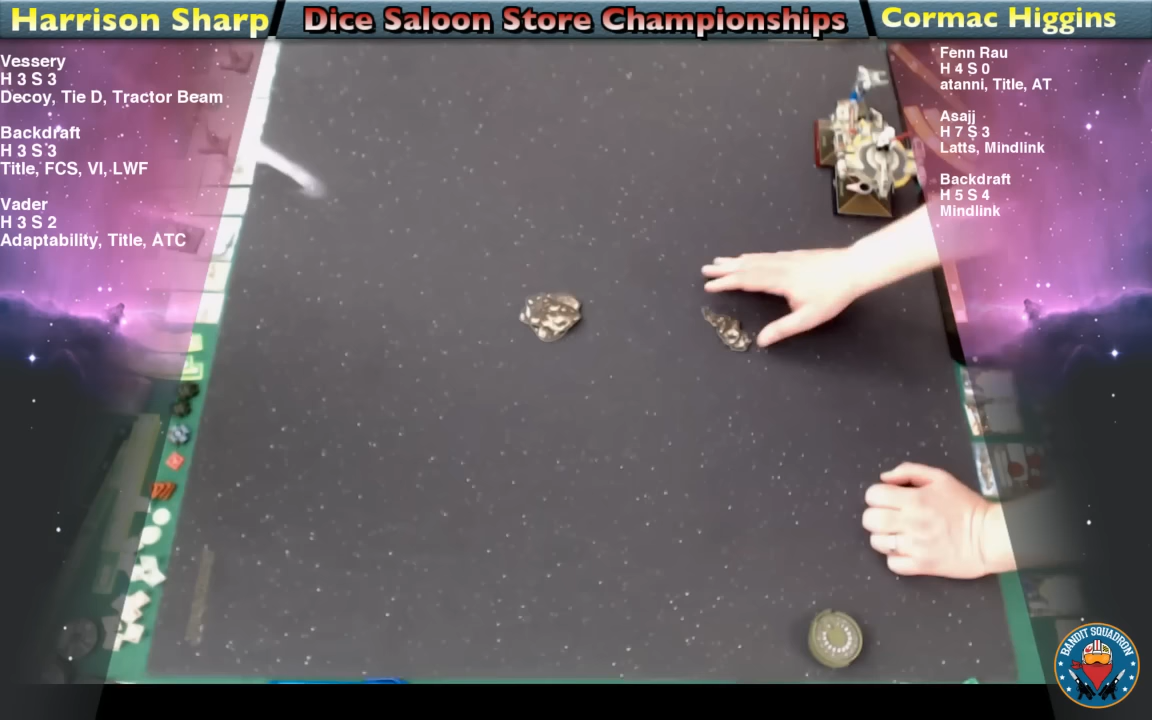 Harrison Sharp
Dice Saloon Store Championships
Cormac Higgins
Vessery
H 3 S 3
Decoy, Tie D, Tractor Beam
Backdraft
H 3 S 3
Title, FCS, VI, LWF
Vader
H 3 S 2
Adaptability, Title, ATC
Fenn Rau
H 4 S 0
atanni, Title, AT
Asajj
H 7 S 3
Latts, Mindlink
Backdraft
H 5 S 4
Mindlink
BANDIT SQUADRON